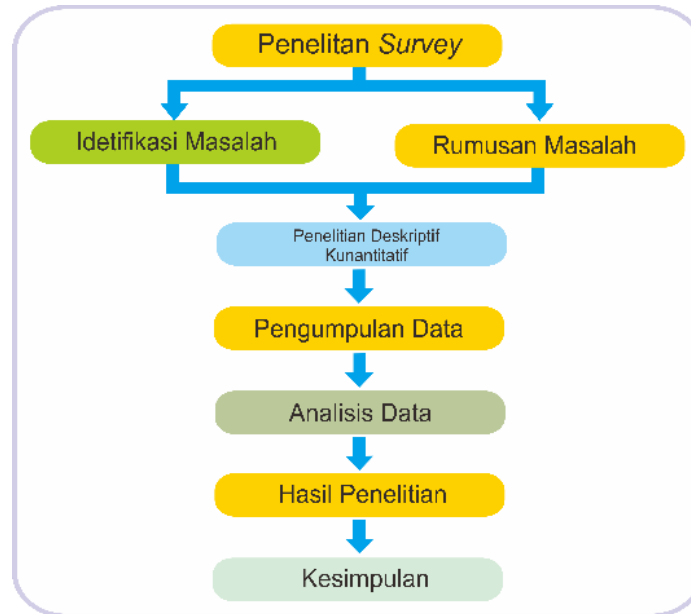 Penelitan Survey
Idetifikasi Masalah
Rumusan Masalah
Penelitian Deskriptif
Kunantitatif
Pengumpulan Data
Analisis Data
Hasil Penelitian
Kesimpulan